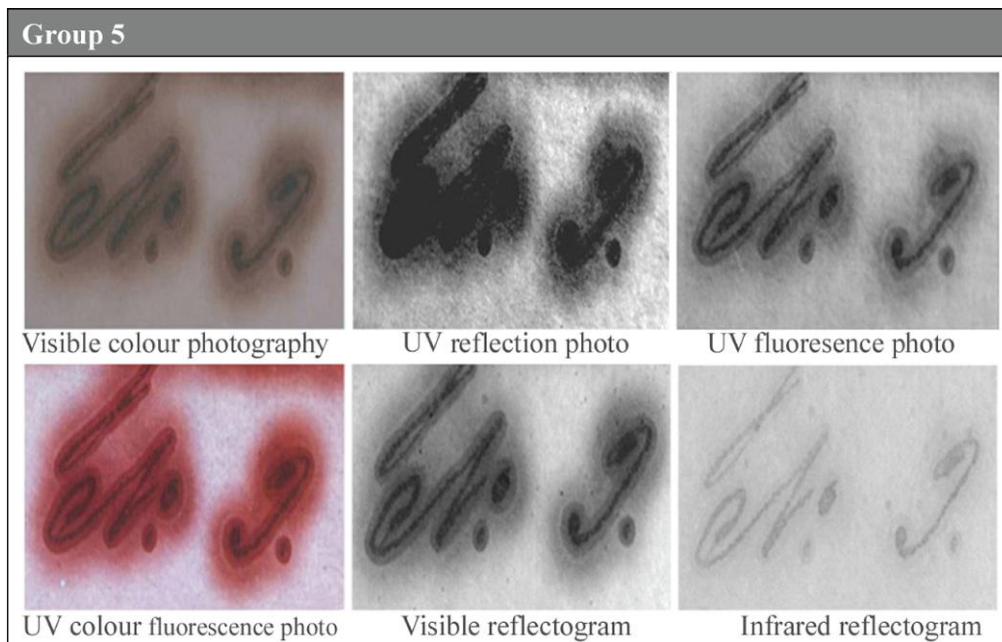 Group 5
Visible colour photography
UV reflection photo
UV fluoresence photo
UV colour fluorescence photo
Visible reflectogram
Infrared reflectogram